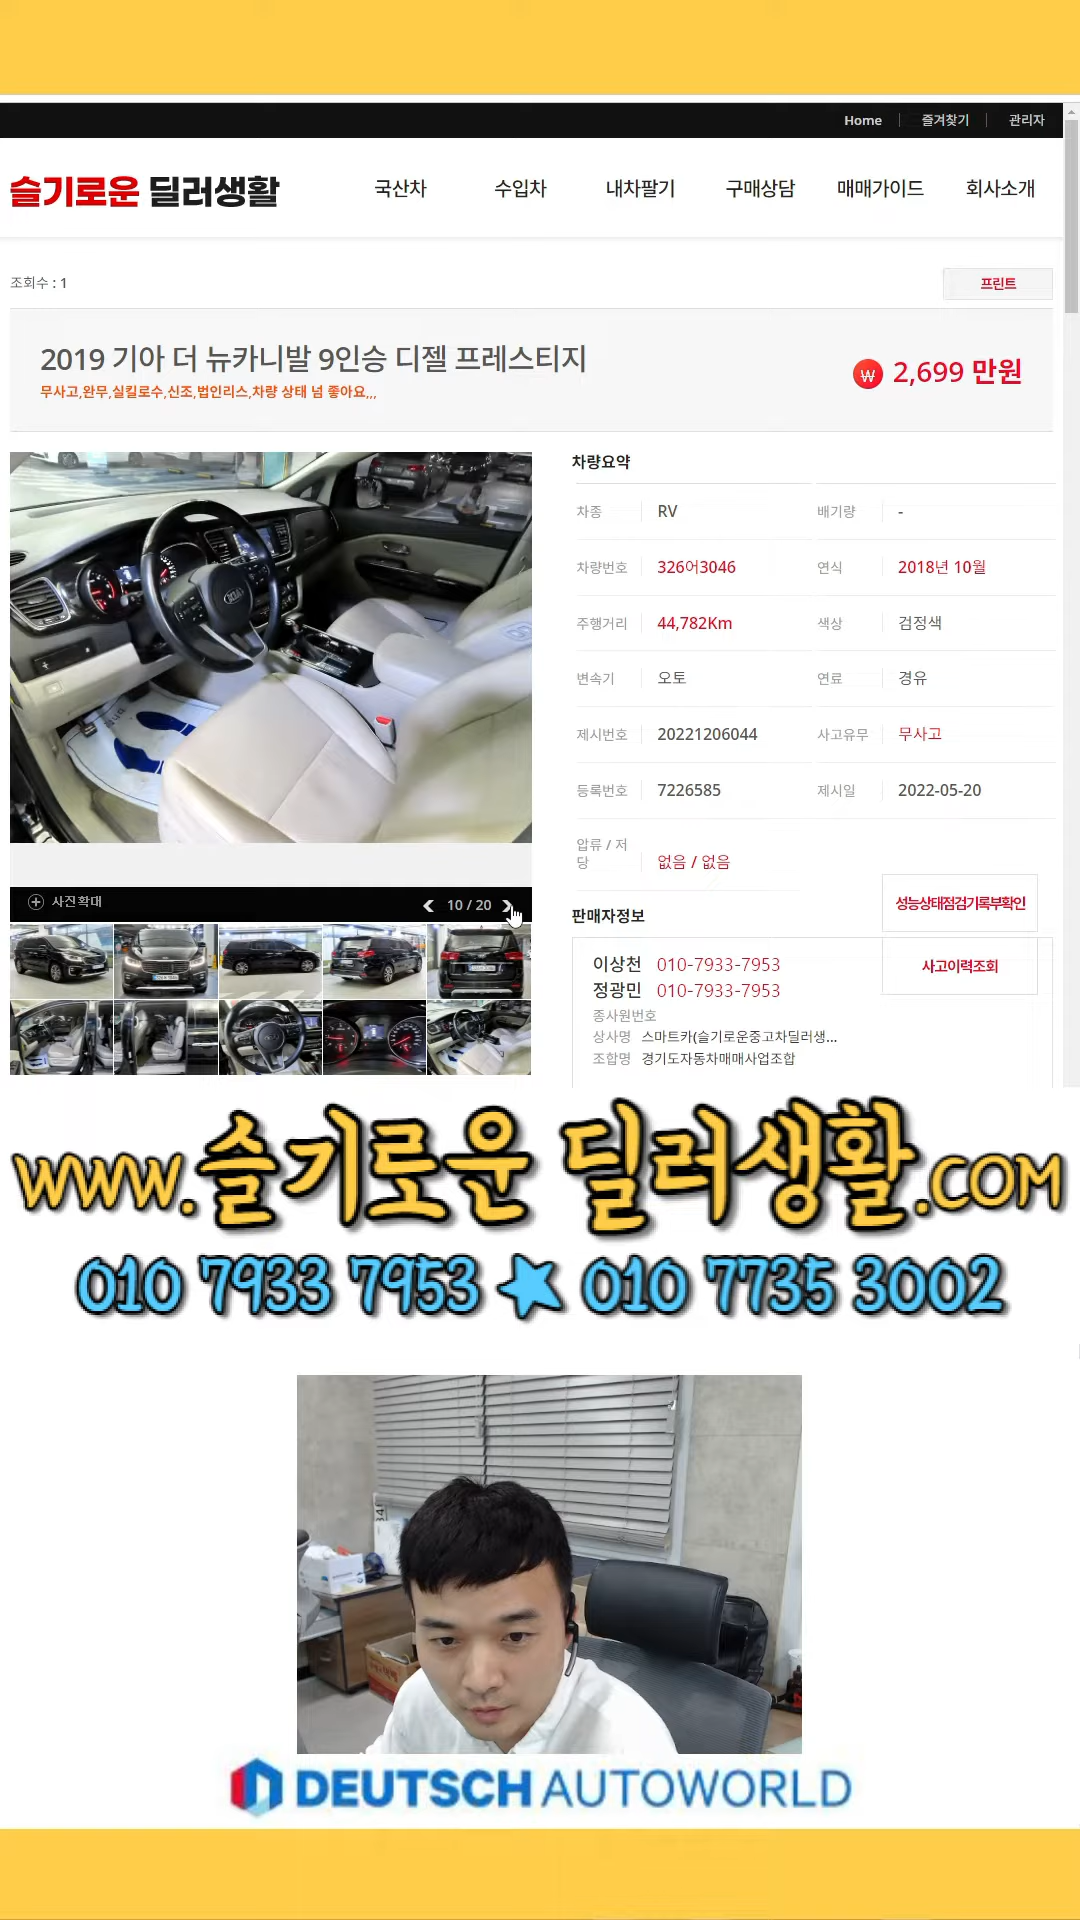 Home 즐겨찾기 관리자
슬기로운 딜러생활 국산차 수입차 내차팔기 구매상담 매매가이드 회사소개
조회수 : 1 프린트
2019 기아 더 뉴카니발 9인승 디젤 프레스티지
무사고,완무,실킬로수,신조,법인리스,차량 상태 넘 좋아요,,,
₩ 2,699 만원
차량요약
차종 RV 배기량 -
차량번호 326어3046 연식 2018년 10월
주행거리 44,782Km 색상 검정색
변속기 오토 연료 경유
제시번호 20221206044 사고유무 무사고
등록번호 7226585 제시일 2022-05-20
압류 / 저
당 없음 / 없음
사진확대 10 / 20
성능상태점검기록부확인
판매자정보
이상천 010-7933-7953 사고이력조회
정광민 010-7933-7953
종사원번호
상사명 스마트카(슬기로운중고차딜러생...
조합명 경기도자동차매매사업조합
www.슬기로운 딜러생활.com
010 7933 7953 ★ 010 7735 3002
DEUTSCH AUTOWORLD